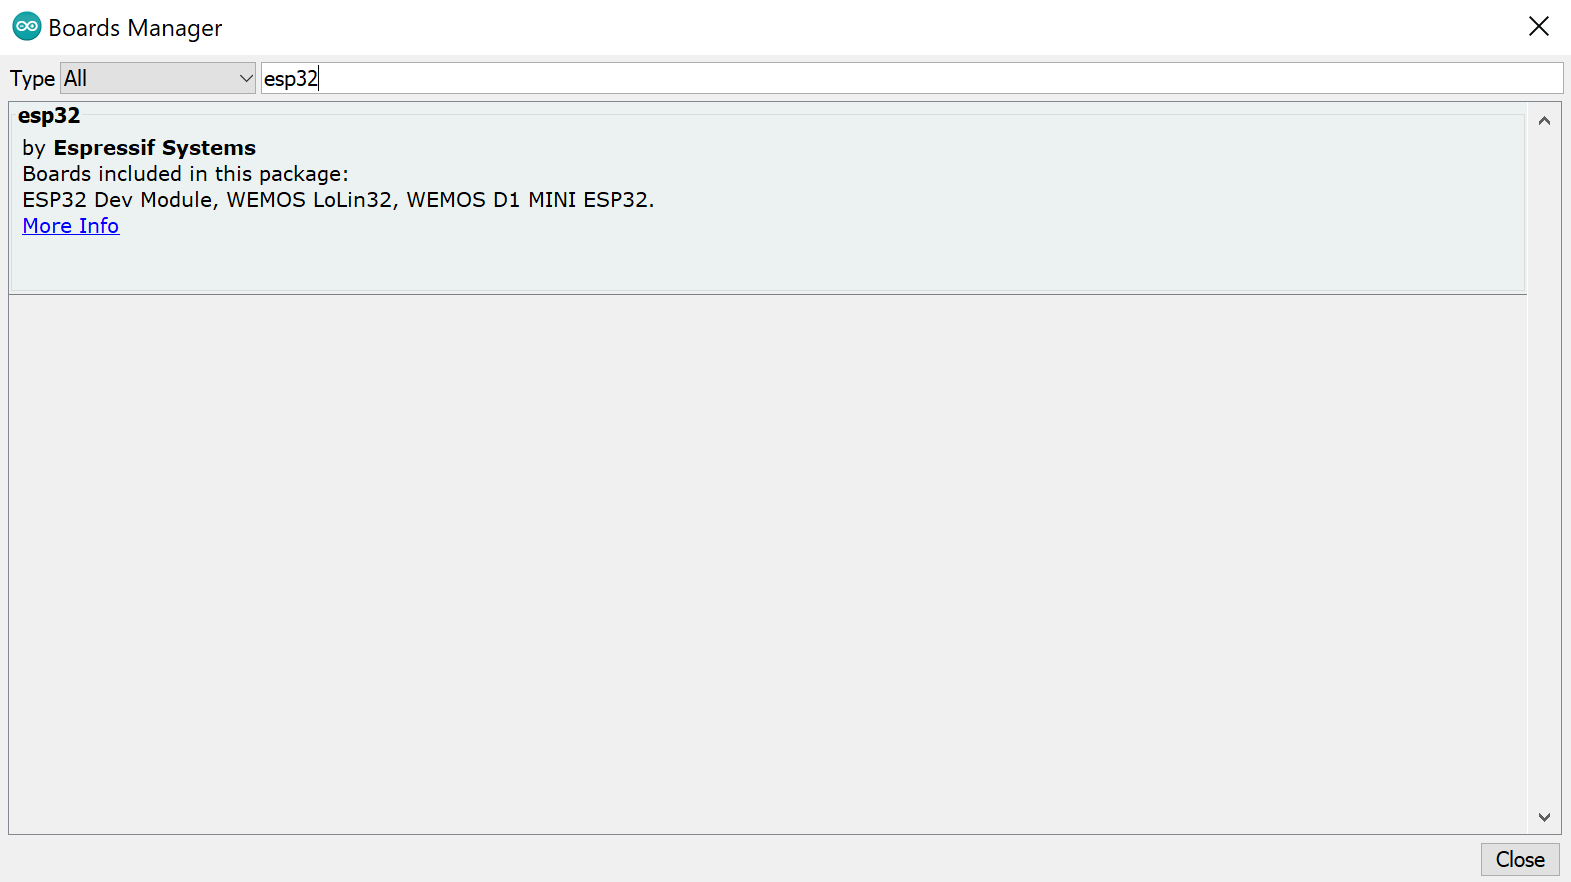 Boards Manager
Type All esp32
esp32
by Espressif Systems
Boards included in this package:
ESP32 Dev Module, WEMOS LoLin32, WEMOS D1 MINI ESP32.
More Info
Close